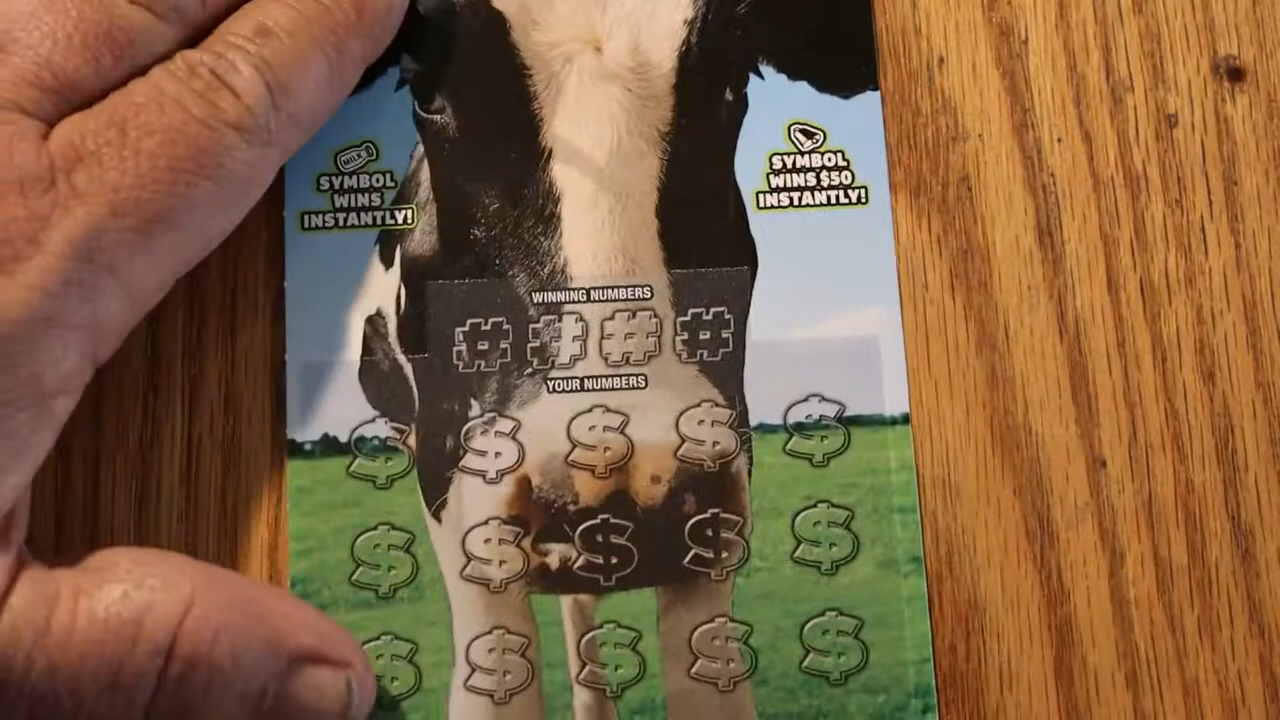 MILK
SYMBOL
WINS
INSTANTLY!
SYMBOL
WINS $50
INSTANTLY!
WINNING NUMBERS
# # # #
YOUR NUMBERS
$ $ $ $ $
$ $ $ $ $
$ $ $ $ $